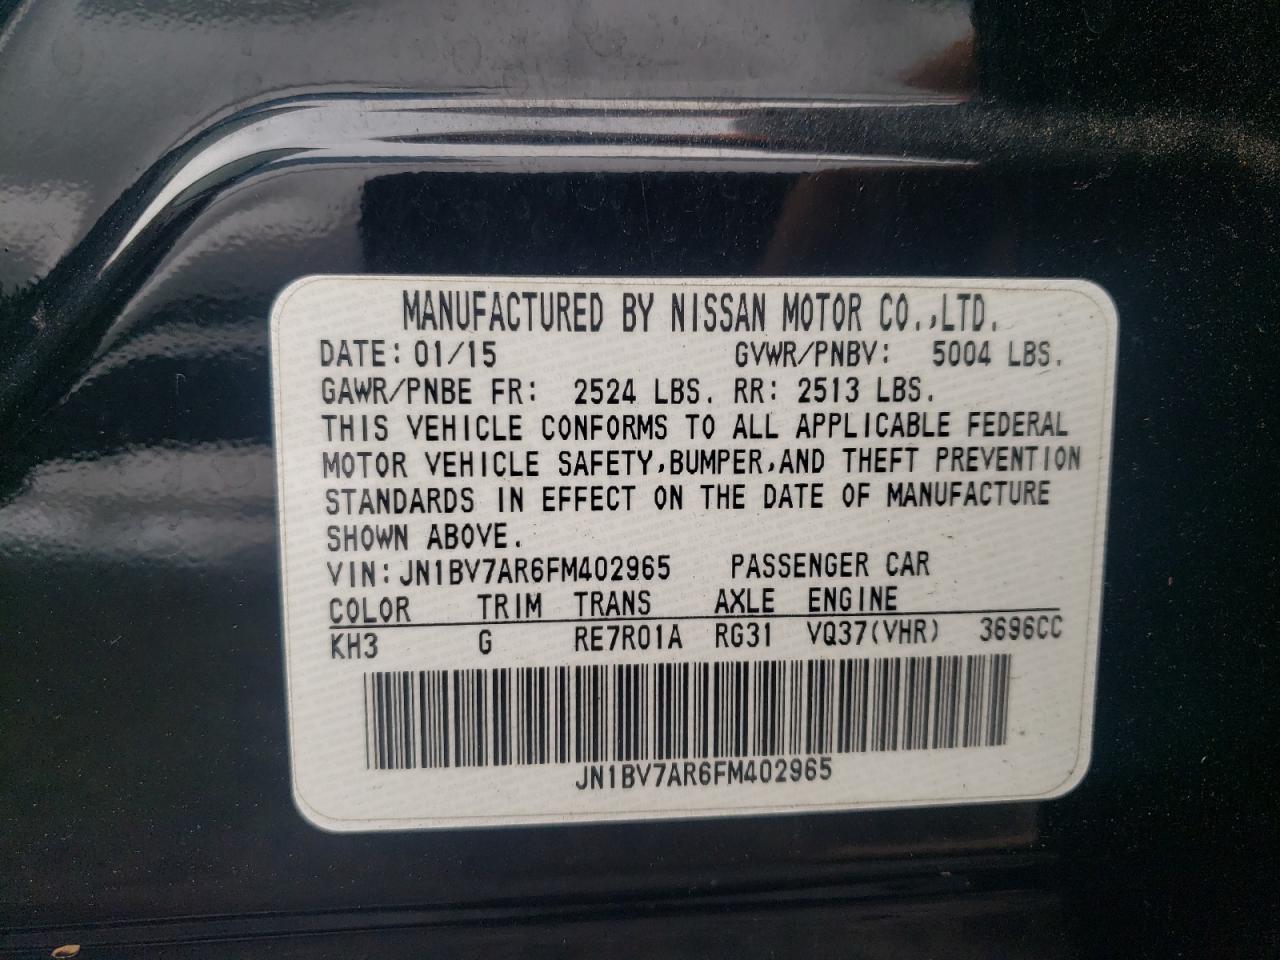 MANUFACTURED BY NISSAN MOTOR CO.,LTD.
DATE: 01/15 GVWR/PNBV: 5004 LBS.
GAWR/PNBE FR: 2524 LBS. RR: 2513 LBS.
THIS VEHICLE CONFORMS TO ALL APPLICABLE FEDERAL
MOTOR VEHICLE SAFETY,BUMPER,AND THEFT PREVENTION
STANDARDS IN EFFECT ON THE DATE OF MANUFACTURE
SHOWN ABOVE.
VIN:JN1BV7AR6FM402965 PASSENGER CAR
COLOR TRIM TRANS AXLE ENGINE
KH3 G RE7R01A RG31 VQ37(VHR) 3696CC
JN1BV7AR6FM402965